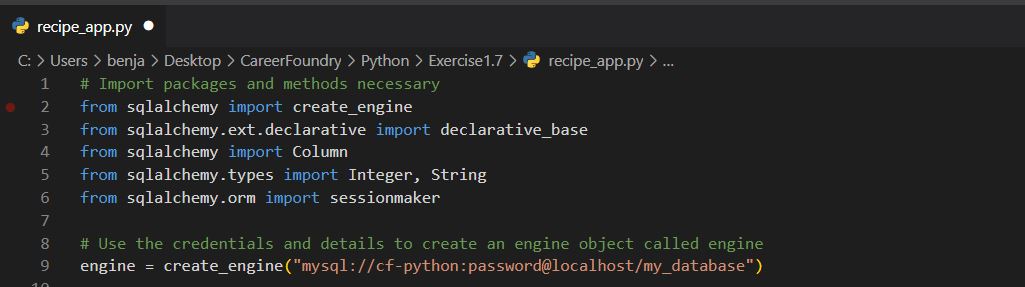 recipe_app.py
C: > Users > benja > Desktop > CareerFoundry > Python > Exercise1.7 > recipe_app.py > ...
1 # Import packages and methods necessary
2 from sqlalchemy import create_engine
3 from sqlalchemy.ext.declarative import declarative_base
4 from sqlalchemy import Column
5 from sqlalchemy.types import Integer, String
6 from sqlalchemy.orm import sessionmaker
7
8 # Use the credentials and details to create an engine object called engine
9 engine = create_engine("mysql://cf-python:password@localhost/my_database")
10